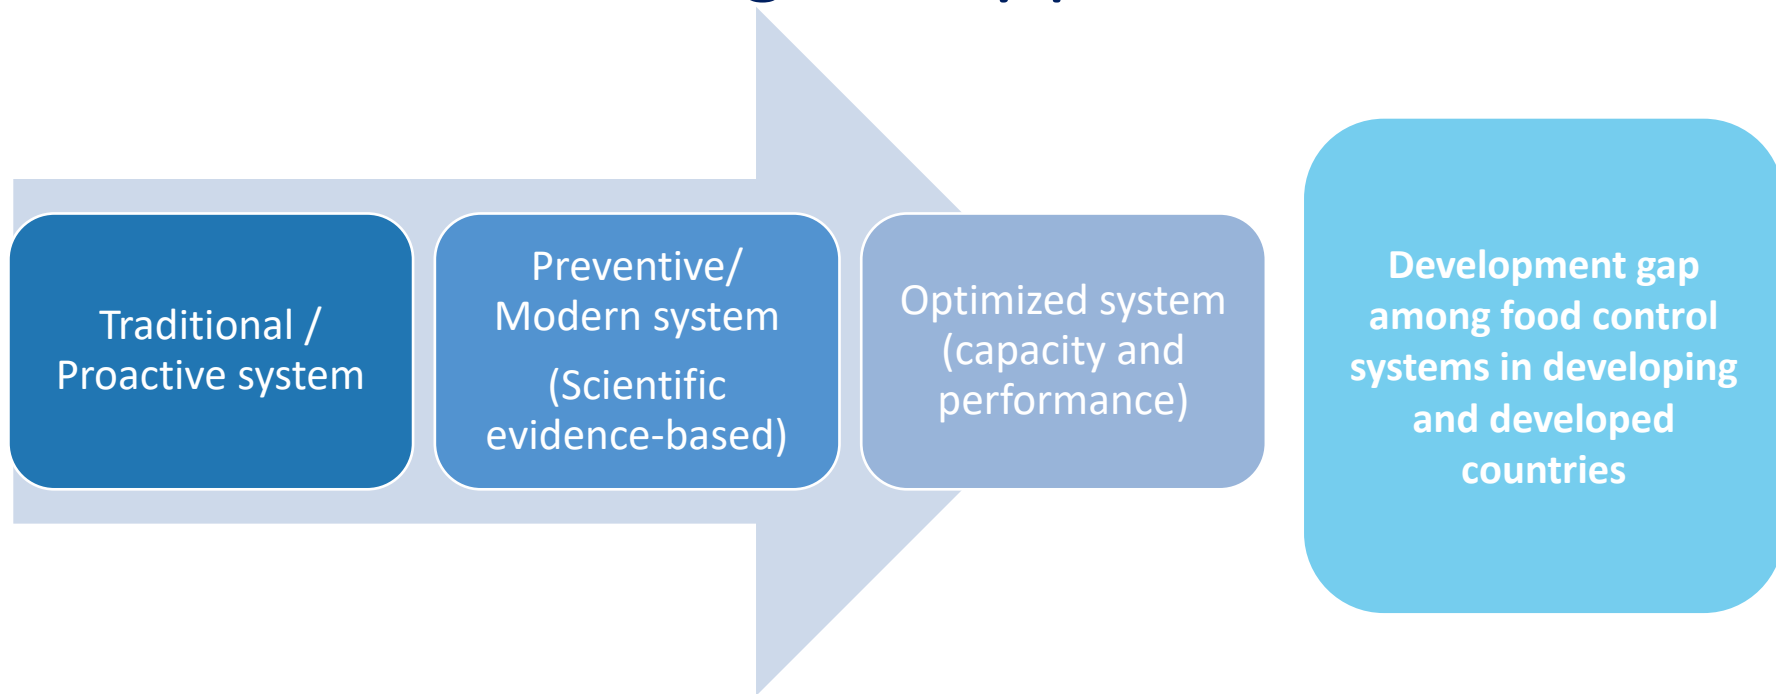 Traditional /
Proactive system
Preventive/
Modern system
(Scientific
evidence-based)
Optimized system
(capacity and
performance)
Development gap
among food control
systems in developing
and developed
countries